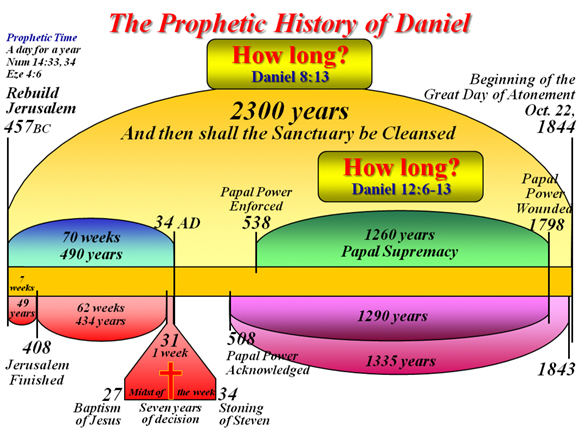 The Prophetic History of Daniel
Prophetic Time
A day for a year
Num 14:33, 34
Eze 4:6
How long?
Daniel 8:13
Rebuild
Jerusalem
457BC
Beginning of the
Great Day of Atonement
Oct. 22,
1844
2300 years
And then shall the Sanctuary be Cleansed
How long?
Daniel 12:6-13
Papal Power
Enforced
538
Papal
Power
Wounded
1798
34 AD
70 weeks
490 years
1260 years
Papal Supremacy
7
weeks
49
years
62 weeks
434 years
1290 years
1335 years
408
Jerusalem
Finished
31
1 week
Midst of the week
508
Papal Power
Acknowledged
1843
27
Baptism
of Jesus
Seven years
of decision
34
Stoning
of Steven